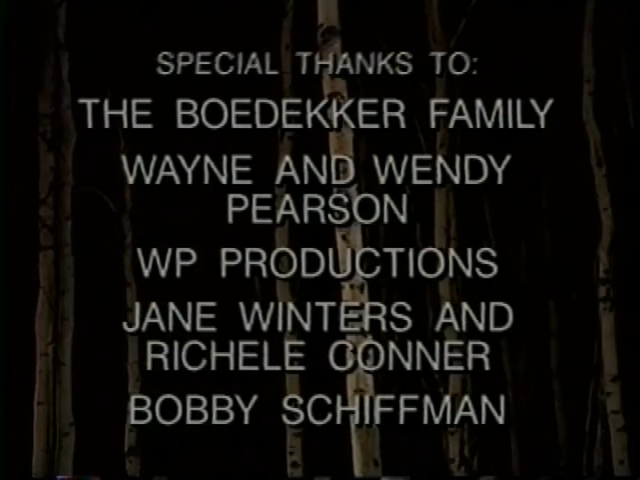 SPECIAL THANKS TO:
THE BOEDEKKER FAMILY
WAYNE AND WENDY
PEARSON
WP PRODUCTIONS
JANE WINTERS AND
RICHELE CONNER
BOBBY SCHIFFMAN